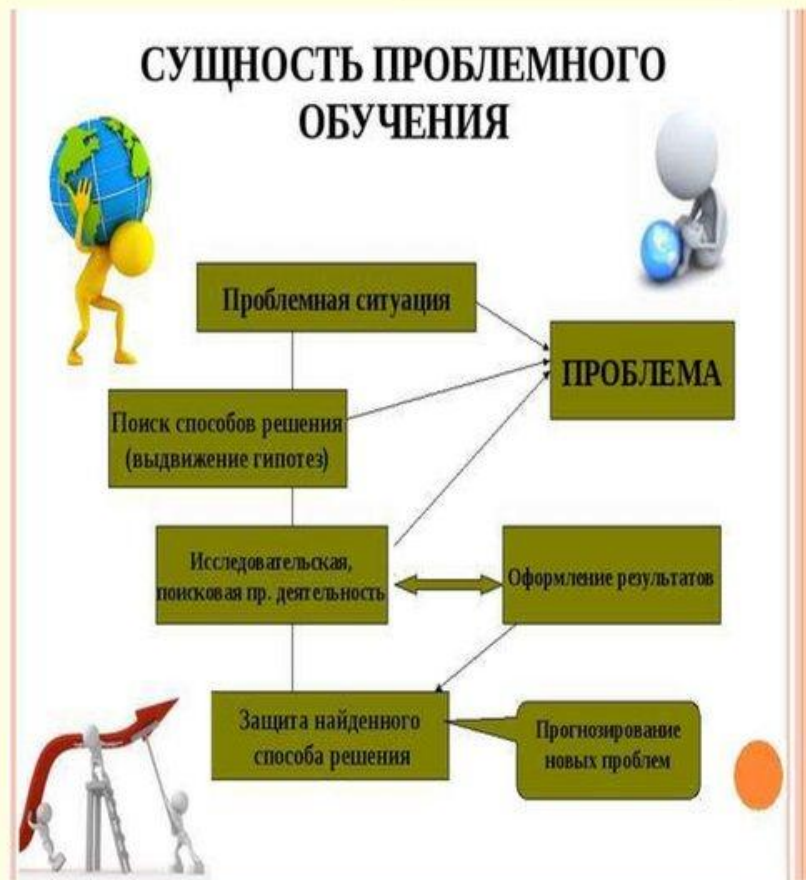 СУЩНОСТЬ ПРОБЛЕМНОГО
ОБУЧЕНИЯ
Проблемная ситуация
ПРОБЛЕМА
Поиск способов решения
(выдвижение гипотез)
Исследовательская,
поисковая пр. деятельность
Оформление результатов
Защита найденного
способа решения
Прогнозирование
новых проблем